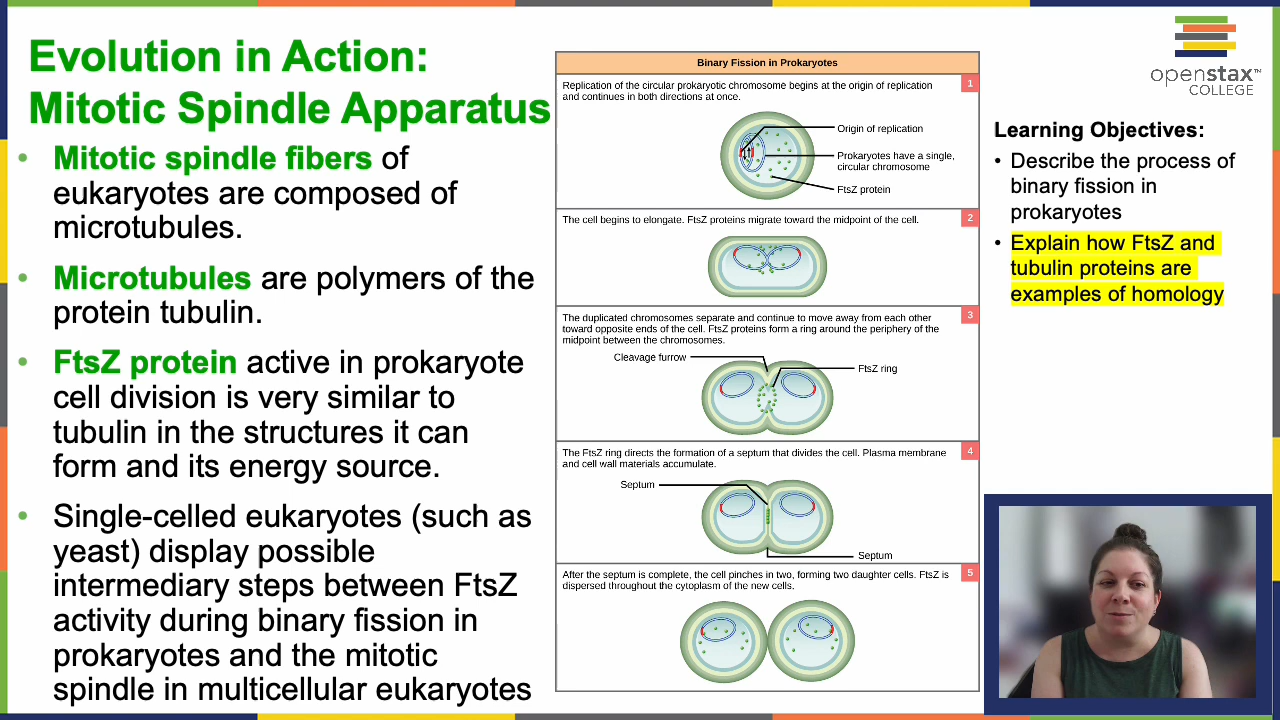 Evolution in Action:
Mitotic Spindle Apparatus
• Mitotic spindle fibers of
eukaryotes are composed of
microtubules.
• Microtubules are polymers of the
protein tubulin.
• FtsZ protein active in prokaryote
cell division is very similar to
tubulin in the structures it can
form and its energy source.
• Single-celled eukaryotes (such as
yeast) display possible
intermediary steps between FtsZ
activity during binary fission in
prokaryotes and the mitotic
spindle in multicellular eukaryotes
Binary Fission in Prokaryotes
Replication of the circular prokaryotic chromosome begins at the origin of replication
and continues in both directions at once.
1
Origin of replication
Prokaryotes have a single,
circular chromosome
FtsZ protein
The cell begins to elongate. FtsZ proteins migrate toward the midpoint of the cell.
2
The duplicated chromosomes separate and continue to move away from each other
toward opposite ends of the cell. FtsZ proteins form a ring around the periphery of the
midpoint between the chromosomes.
3
Cleavage furrow
FtsZ ring
The FtsZ ring directs the formation of a septum that divides the cell. Plasma membrane
and cell wall materials accumulate.
4
Septum
Septum
After the septum is complete, the cell pinches in two, forming two daughter cells. FtsZ is
dispersed throughout the cytoplasm of the new cells.
5
openstax™
COLLEGE
Learning Objectives:
• Describe the process of
binary fission in
prokaryotes
• Explain how FtsZ and
tubulin proteins are
examples of homology